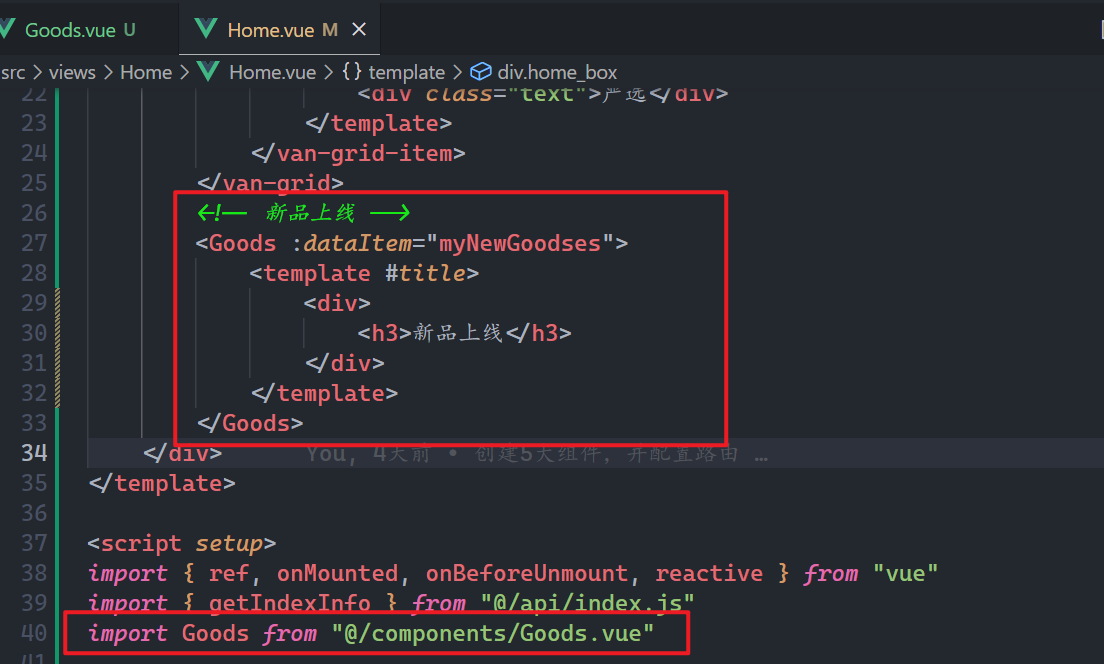 Goods.vue U
Home.vue M
src > views > Home > Home.vue > {} template > div.home_box
22 <div class="text">严选</div>
23 </template>
24 </van-grid-item>
25 </van-grid>
26 <!-- 新品上线 -->
27 <Goods :dataItem="myNewGoodses">
28 <template #title>
29 <div>
30 <h3>新品上线</h3>
31 </div>
32 </template>
33 </Goods>
34 </div> You, 4天前 • 创建5大组件, 并配置路由 …
35 </template>
36
37 <script setup>
38 import { ref, onMounted, onBeforeUnmount, reactive } from "vue"
39 import { getIndexInfo } from "@/api/index.js"
40 import Goods from "@/components/Goods.vue"
41